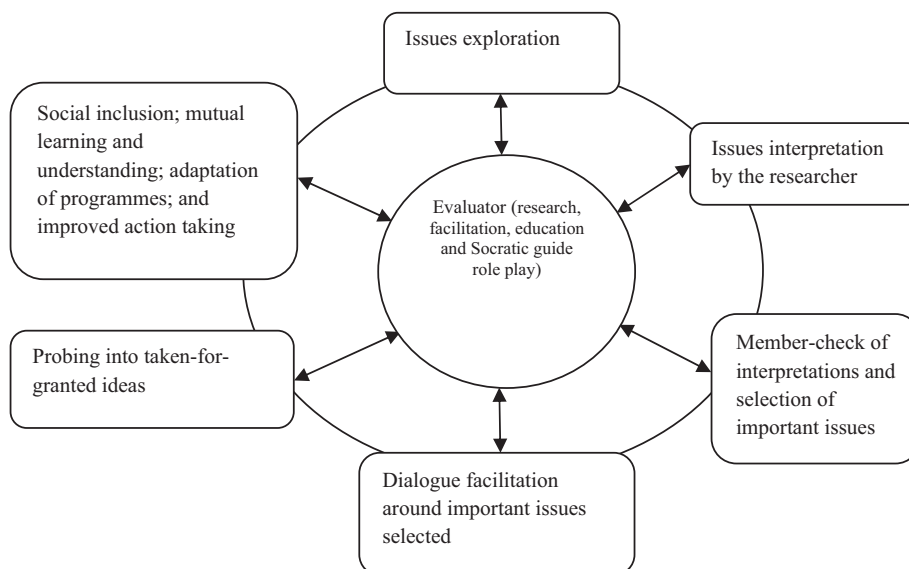 Issues exploration
Social inclusion; mutual
learning and
understanding; adaptation
of programmes; and
improved action taking
Issues interpretation
by the researcher
Evaluator (research,
facilitation, education
and Socratic guide
role play)
Probing into taken-for-
granted ideas
Member-check of
interpretations and
selection of
important issues
Dialogue facilitation
around important issues
selected